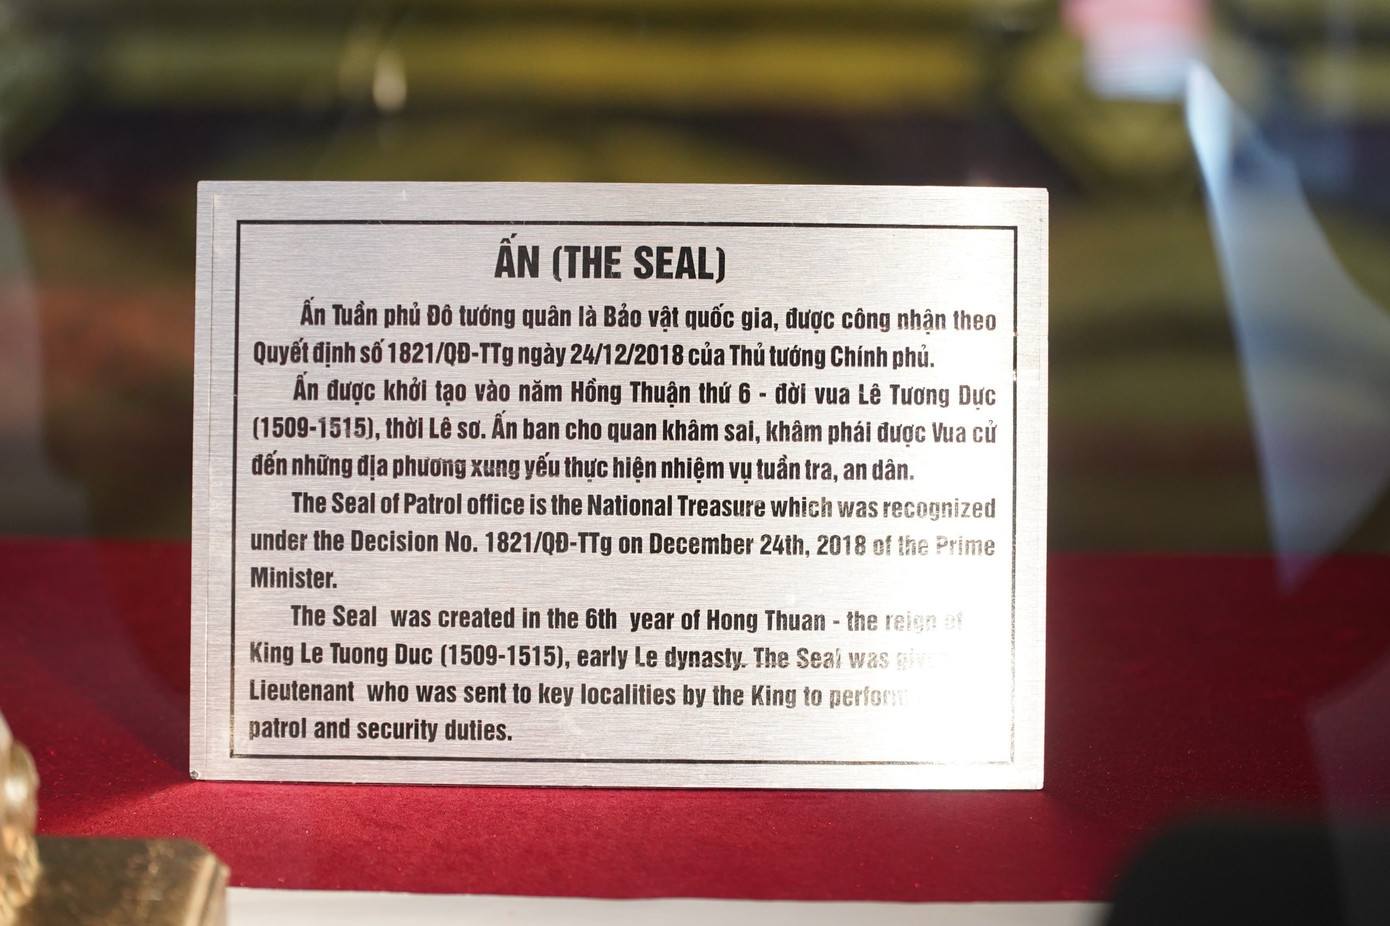 ẤN (THE SEAL)
Ấn Tuần phủ Đô tướng quân là Bảo vật quốc gia, được công nhận theo
Quyết định số 1821/QĐ-TTg ngày 24/12/2018 của Thủ tướng Chính phủ.
Ấn được khởi tạo vào năm Hồng Thuận thứ 6 - đời vua Lê Tương Dực
(1509-1515), thời Lê sơ. Ấn ban cho quan khâm sai, khâm phái được Vua cử
đến những địa phương xung yếu thực hiện nhiệm vụ tuần tra, an dân.
The Seal of Patrol office is the National Treasure which was recognized
under the Decision No. 1821/QĐ-TTg on December 24th, 2018 of the Prime
Minister.
The Seal was created in the 6th year of Hong Thuan - the reign of
King Le Tuong Duc (1509-1515), early Le dynasty. The Seal was
Lieutenant who was sent to key localities by the King to perform
patrol and security duties.